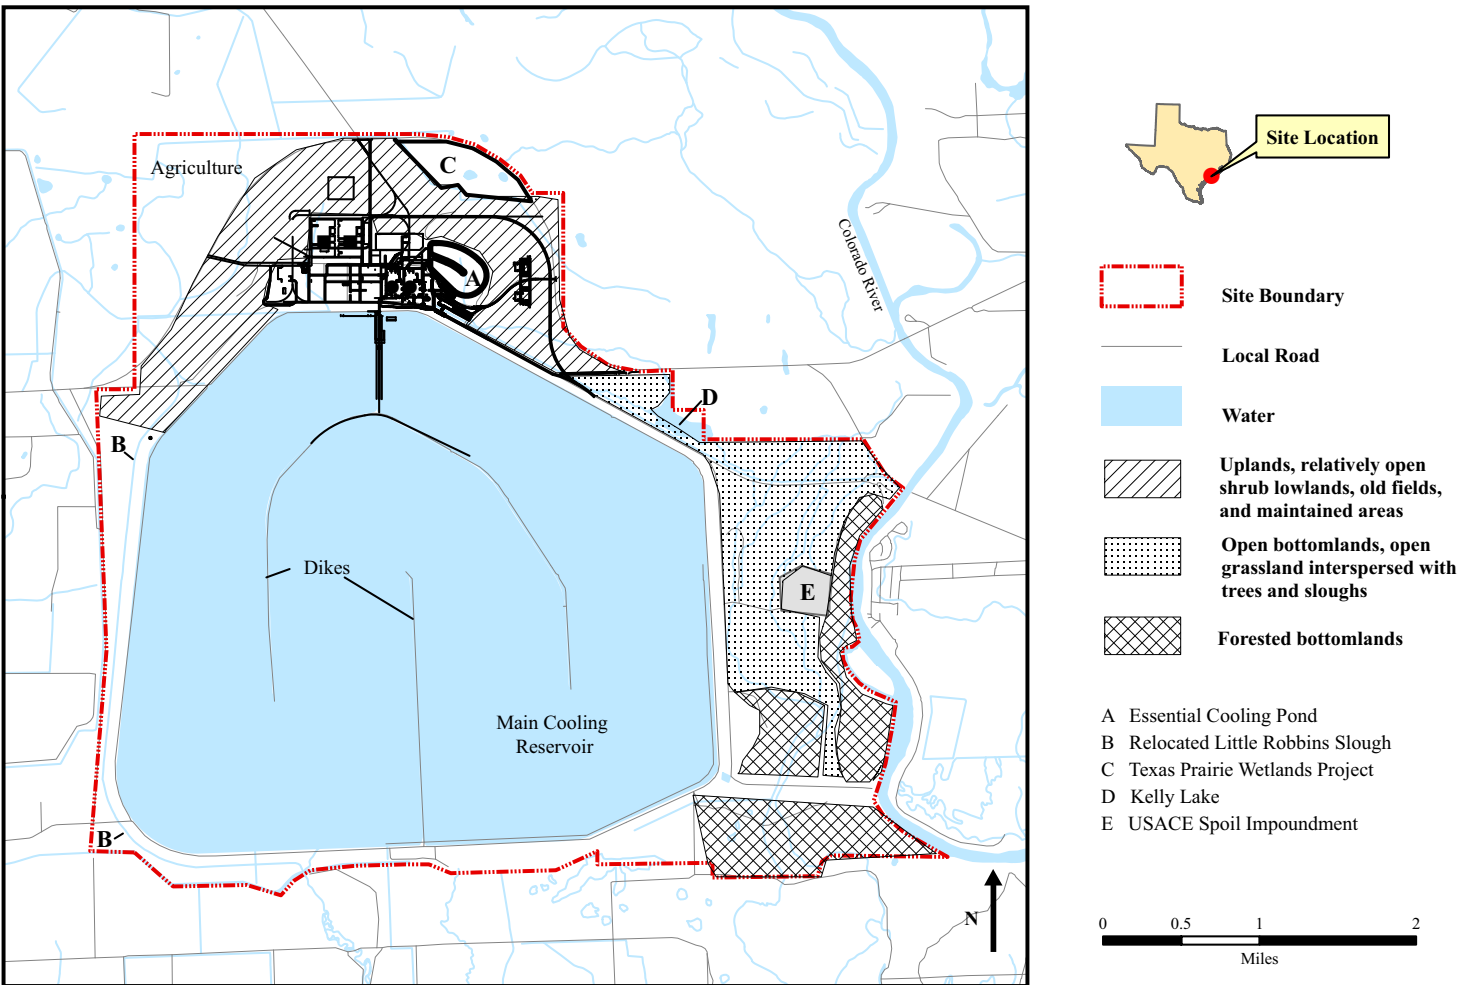 Agriculture
C
A
Colorado River
D
B
E
Dikes
Main Cooling
Reservoir
B
N
Site Location
Site Boundary
Local Road
Water
Uplands, relatively open
shrub lowlands, old fields,
and maintained areas
Open bottomlands, open
grassland interspersed with
trees and sloughs
Forested bottomlands
A Essential Cooling Pond
B Relocated Little Robbins Slough
C Texas Prairie Wetlands Project
D Kelly Lake
E USACE Spoil Impoundment
0 0.5 1 2
Miles